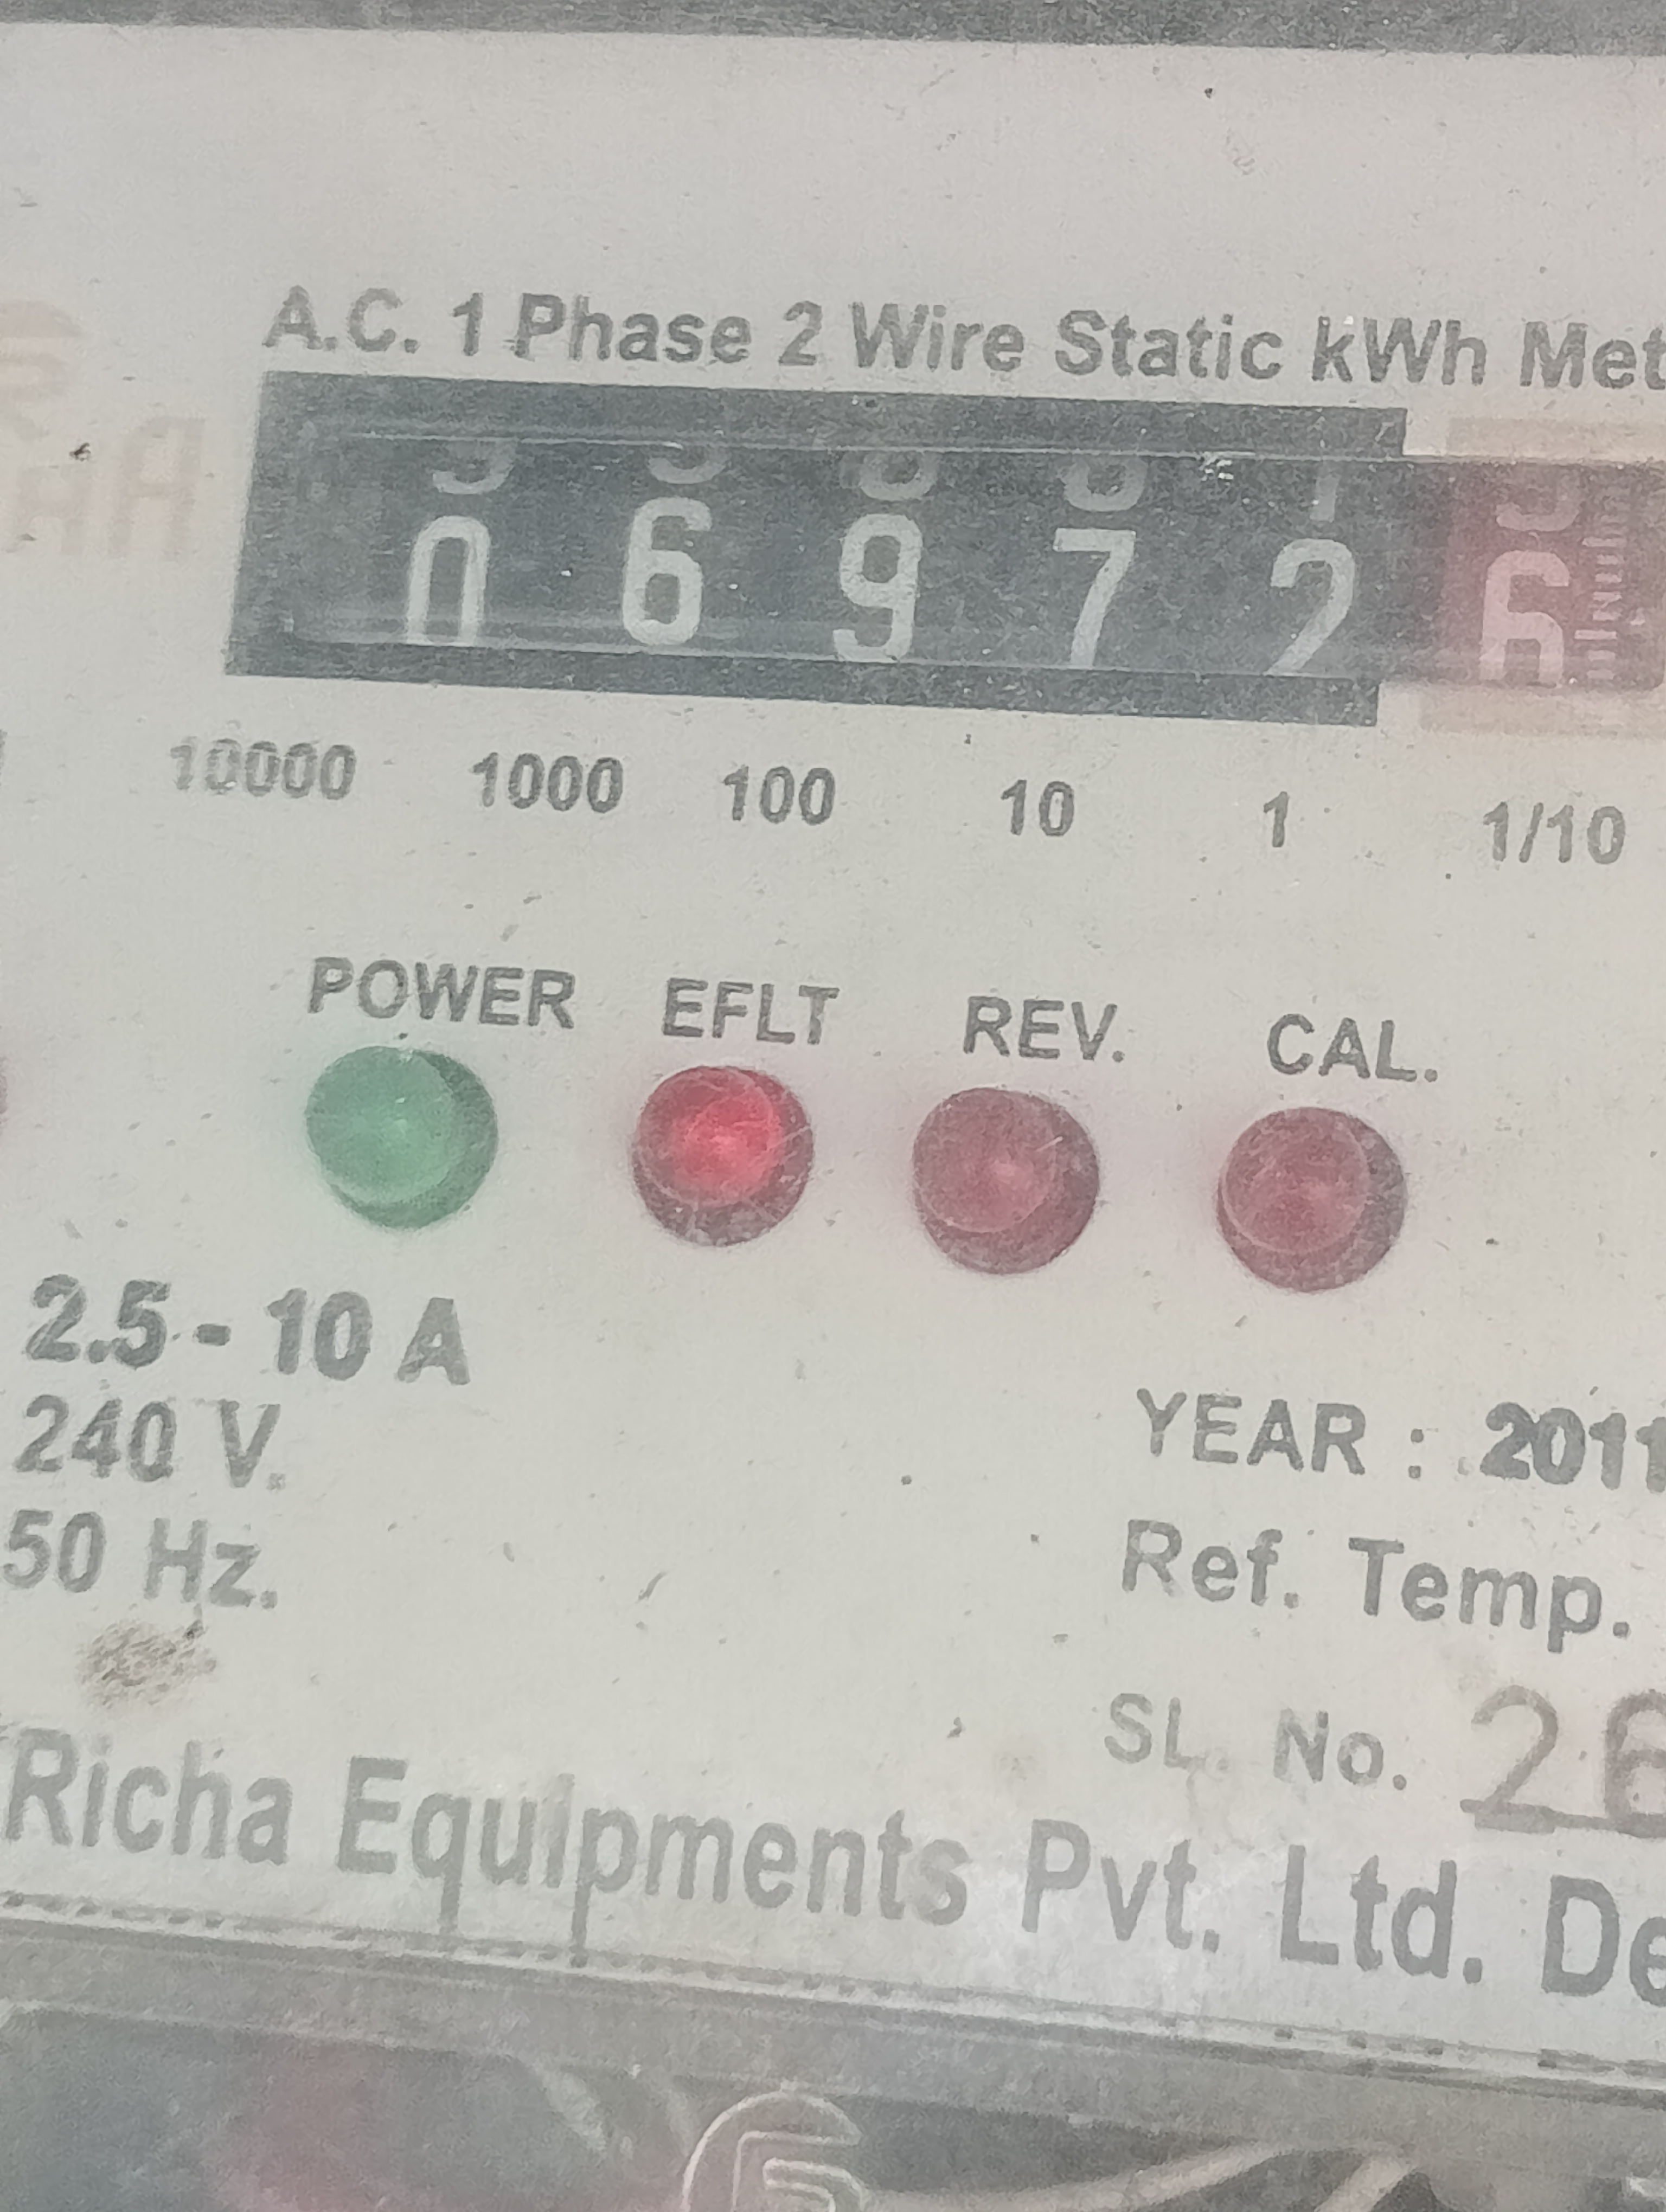 A.C. 1 Phase 2 Wire Static kWh Met
0 6 9 7 2 6
10000 1000 100 10 1 1/10
POWER EFLT REV. CAL.
2.5 - 10 A
240 V.
50 Hz.
YEAR : 2011
Ref. Temp.
SL. No. 26
Richa Equipments Pvt. Ltd. De